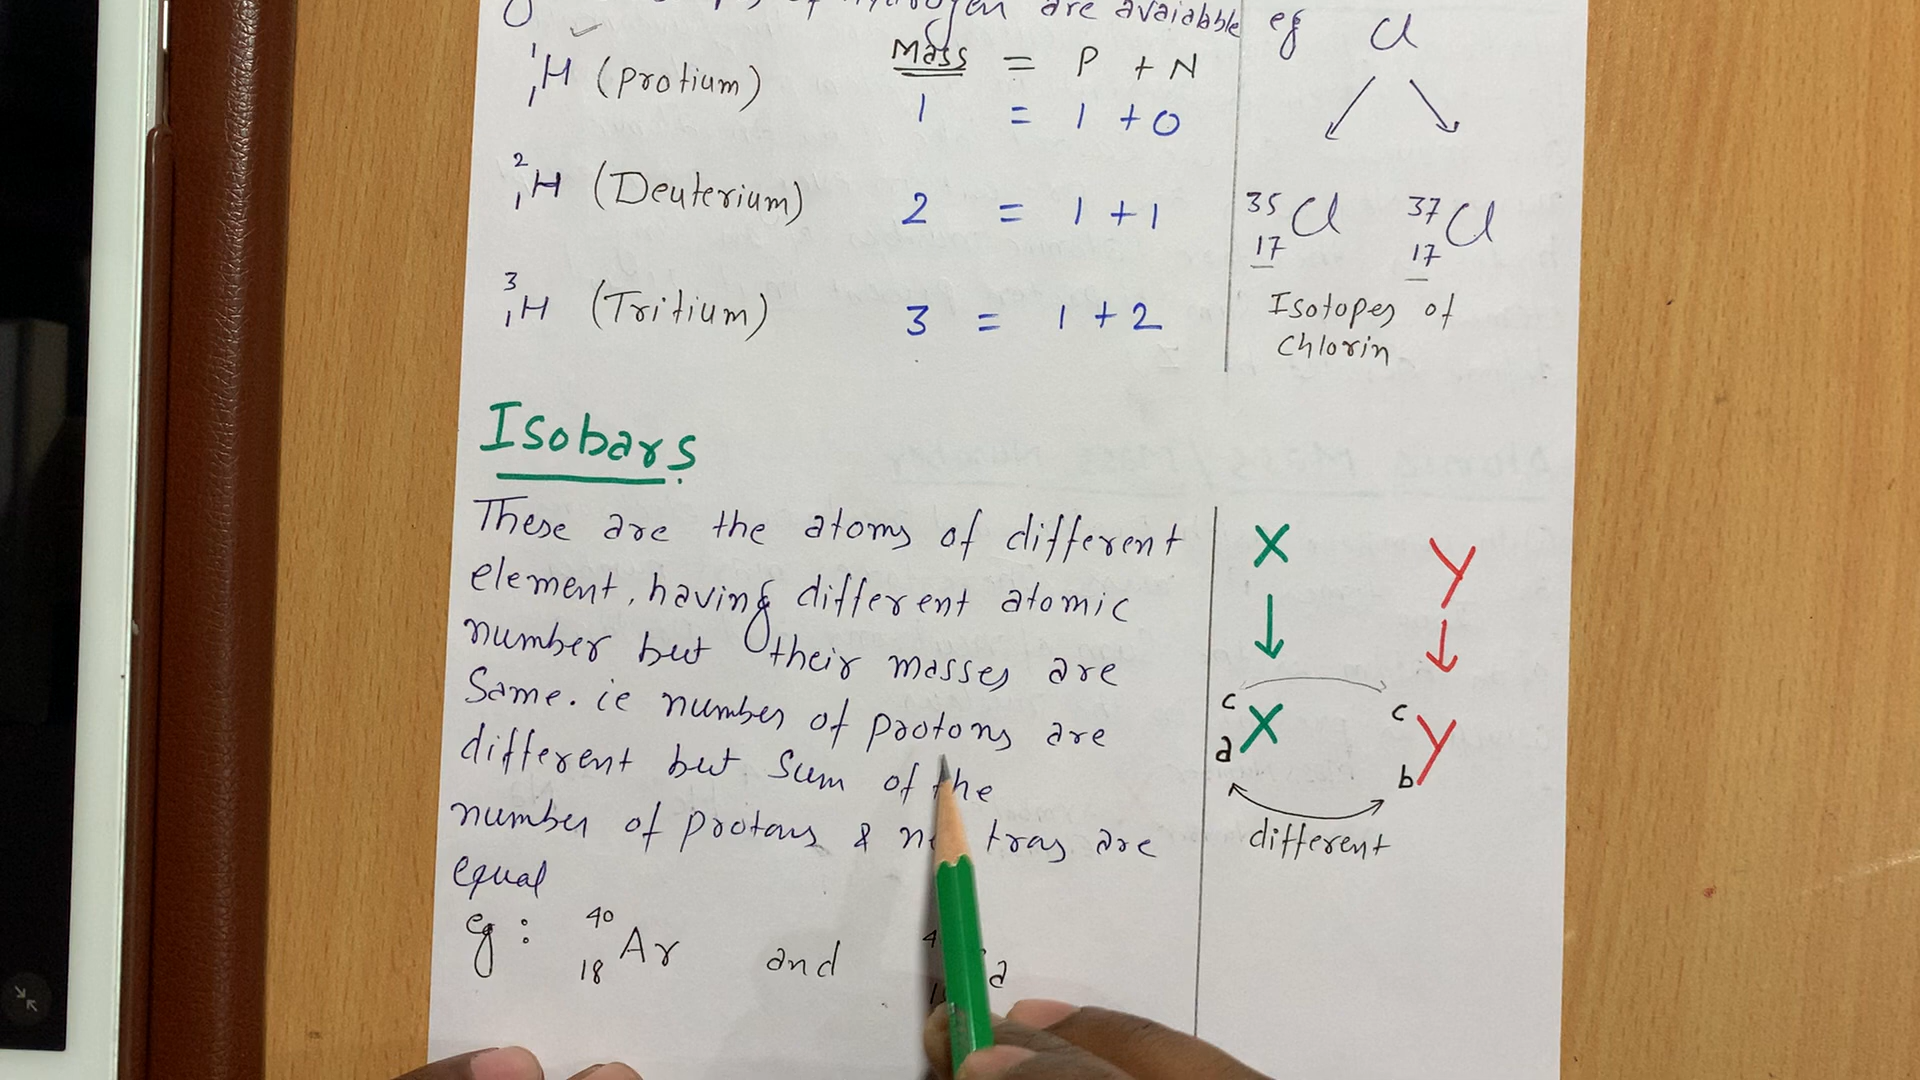 of hydrogen are avaidable eg Cl
¹₁H (protium) Mass = P + N
1 = 1 + 0
²₁H (Deuterium) 2 = 1 + 1
³₁H (Tritium) 3 = 1 + 2
³⁵₁₇Cl ³⁷₁₇Cl
Isotopes of
Chlorin
Isobars
These are the atoms of different
element, having different atomic
number but their masses are
Same. ie number of protons are
different but Sum of the
number of protons & are
equal
eg: ⁴⁰₁₈Ar and
X Y
ᶜₐX
c Y b
different